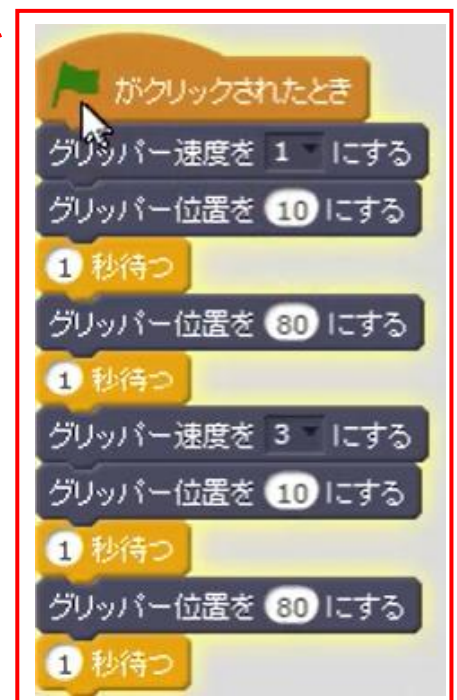 がクリックされたとき
グリッパー速度を 1 にする
グリッパー位置を 10 にする
1 秒待つ
グリッパー位置を 80 にする
1 秒待つ
グリッパー速度を 3 にする
グリッパー位置を 10 にする
1 秒待つ
グリッパー位置を 80 にする
1 秒待つ